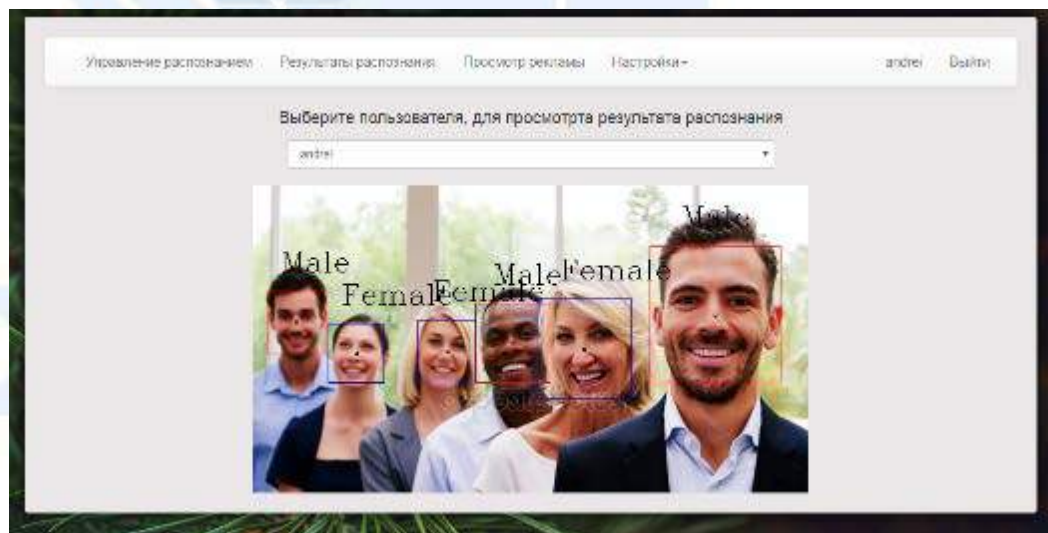 Управление распознанием Результаты распознания Просмотр рекламы Настройки andrei Выйти
Выберите пользователя, для просмотрта результата распознания
andrei
Male
Male
Female
Male
Female
Female